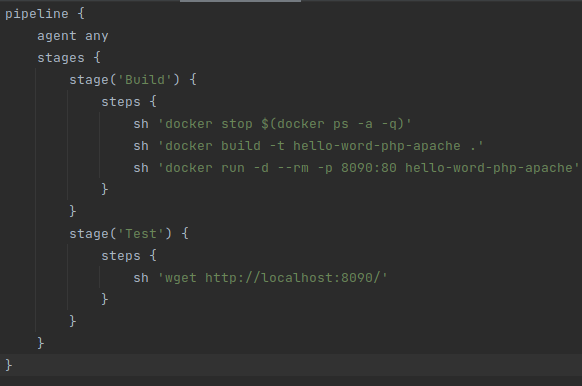 pipeline {
    agent any
    stages {
        stage('Build') {
            steps {
                sh 'docker stop $(docker ps -a -q)'
                sh 'docker build -t hello-word-php-apache .'
                sh 'docker run -d --rm -p 8090:80 hello-word-php-apache'
            }
        }
        stage('Test') {
            steps {
                sh 'wget http://localhost:8090/'
            }
        }
    }
}